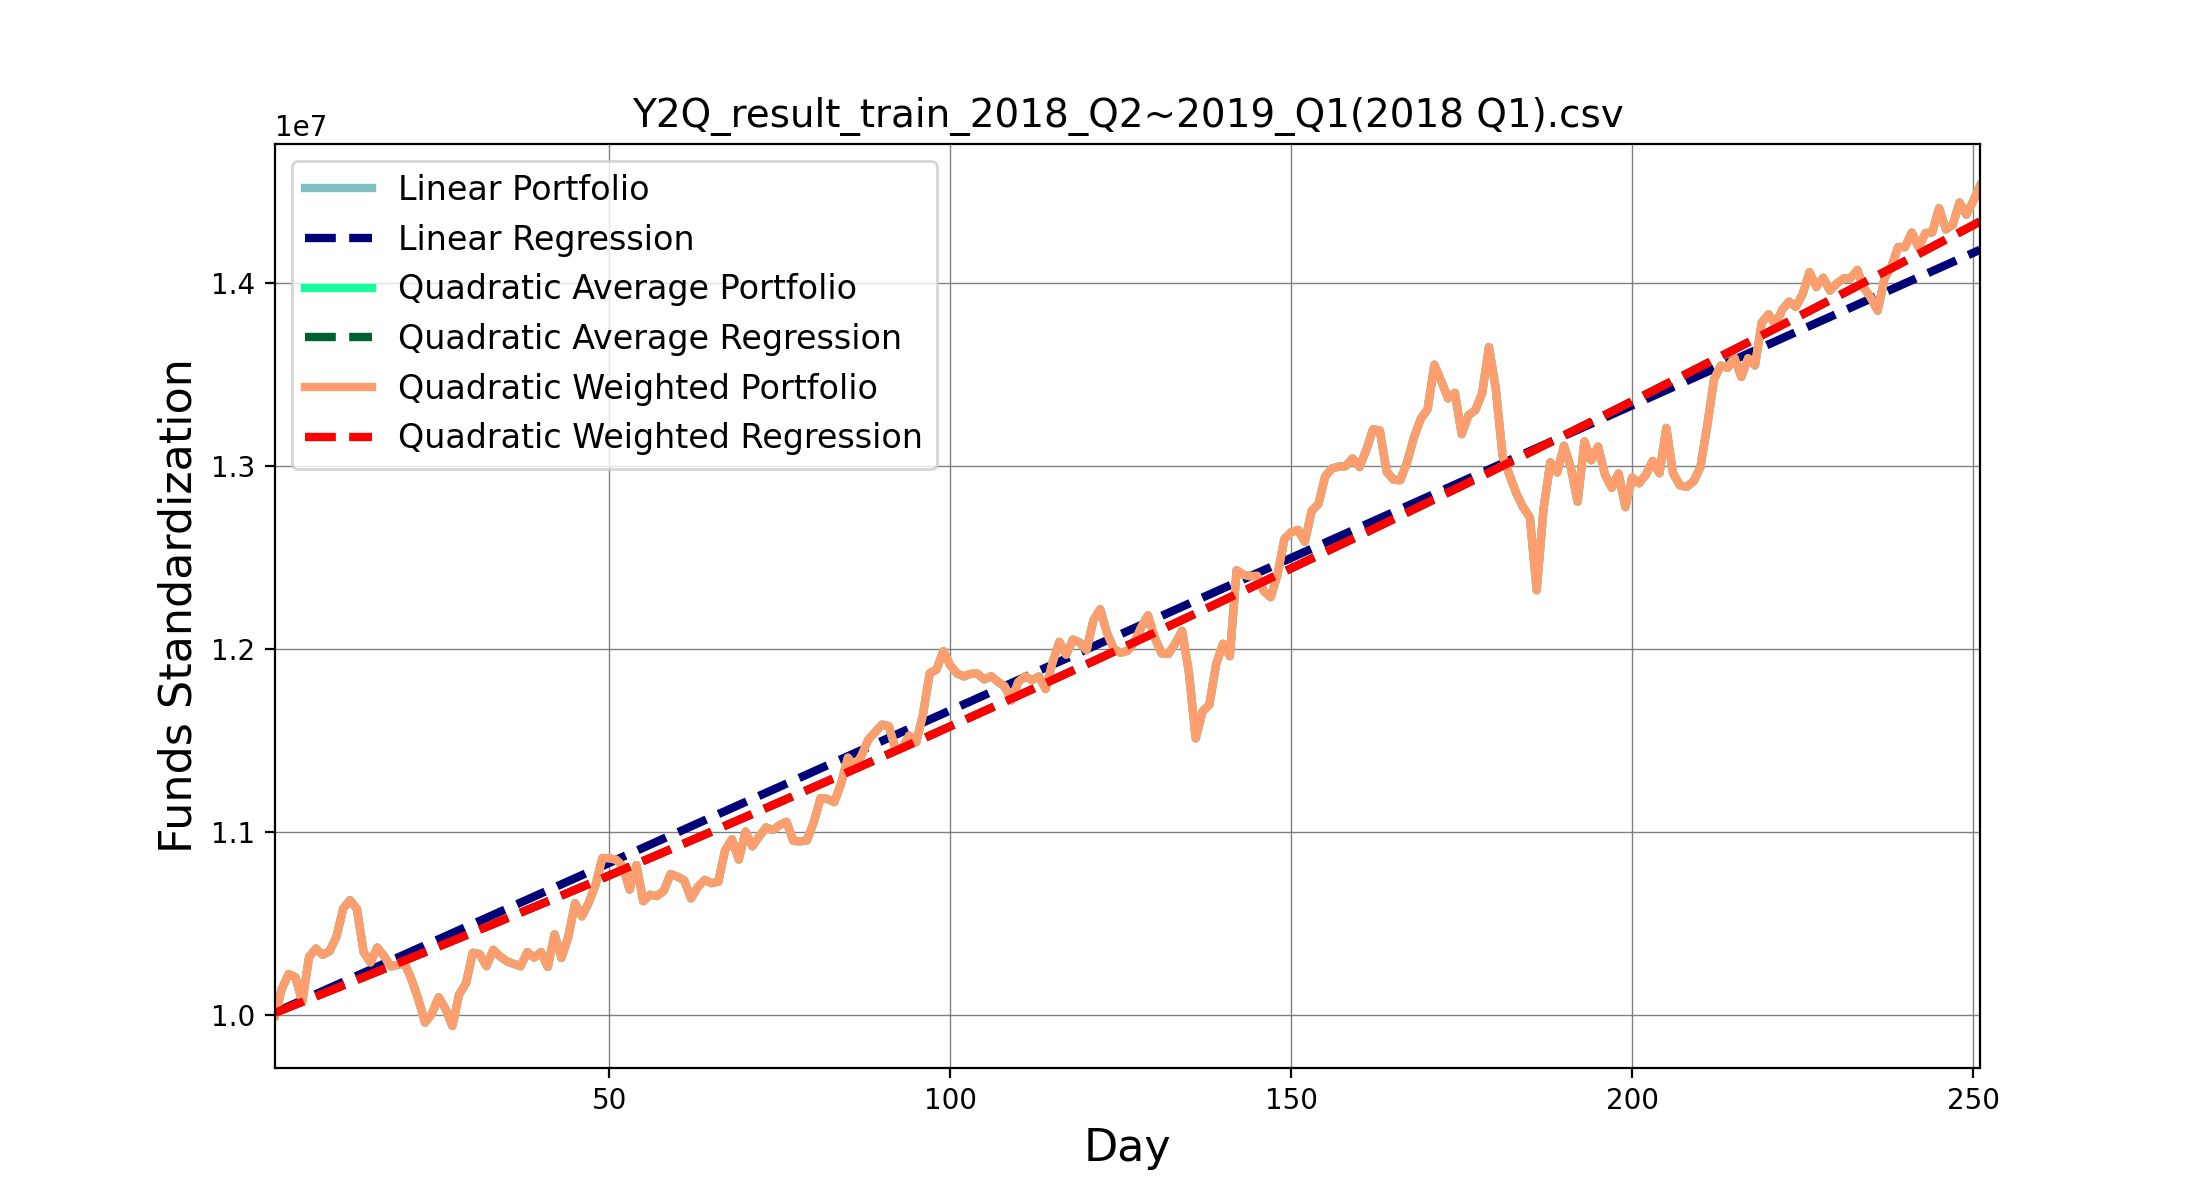 Y2Q_result_train_2018_Q2~2019_Q1(2018 Q1).csv
1e7
Linear Portfolio
Linear Regression
Quadratic Average Portfolio
Quadratic Average Regression
Quadratic Weighted Portfolio
Quadratic Weighted Regression
Funds Standardization
1.4
1.3
1.2
1.1
1.0
50
100
150
200
250
Day